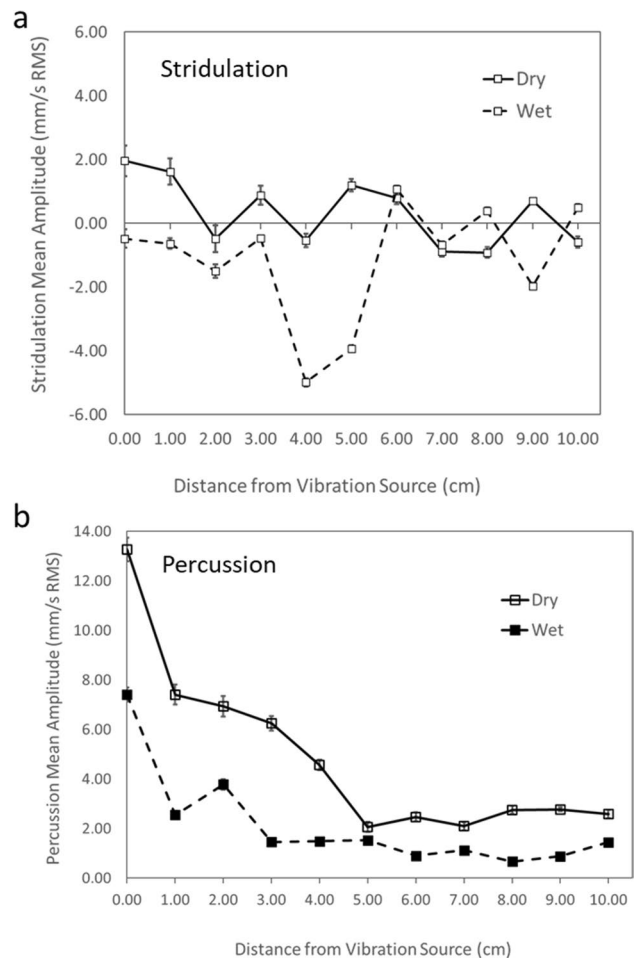 a
Stridulation
Dry
Wet
Stridulation Mean Amplitude (mm/s RMS)
6.00
4.00
2.00
0.00
-2.00
-4.00
-6.00
0.00 1.00 2.00 3.00 4.00 5.00 6.00 7.00 8.00 9.00 10.00
Distance from Vibration Source (cm)
b
Percussion
Dry
Wet
Percussion Mean Amplitude (mm/s RMS)
14.00
12.00
10.00
8.00
6.00
4.00
2.00
0.00
0.00 1.00 2.00 3.00 4.00 5.00 6.00 7.00 8.00 9.00 10.00
Distance from Vibration Source (cm)